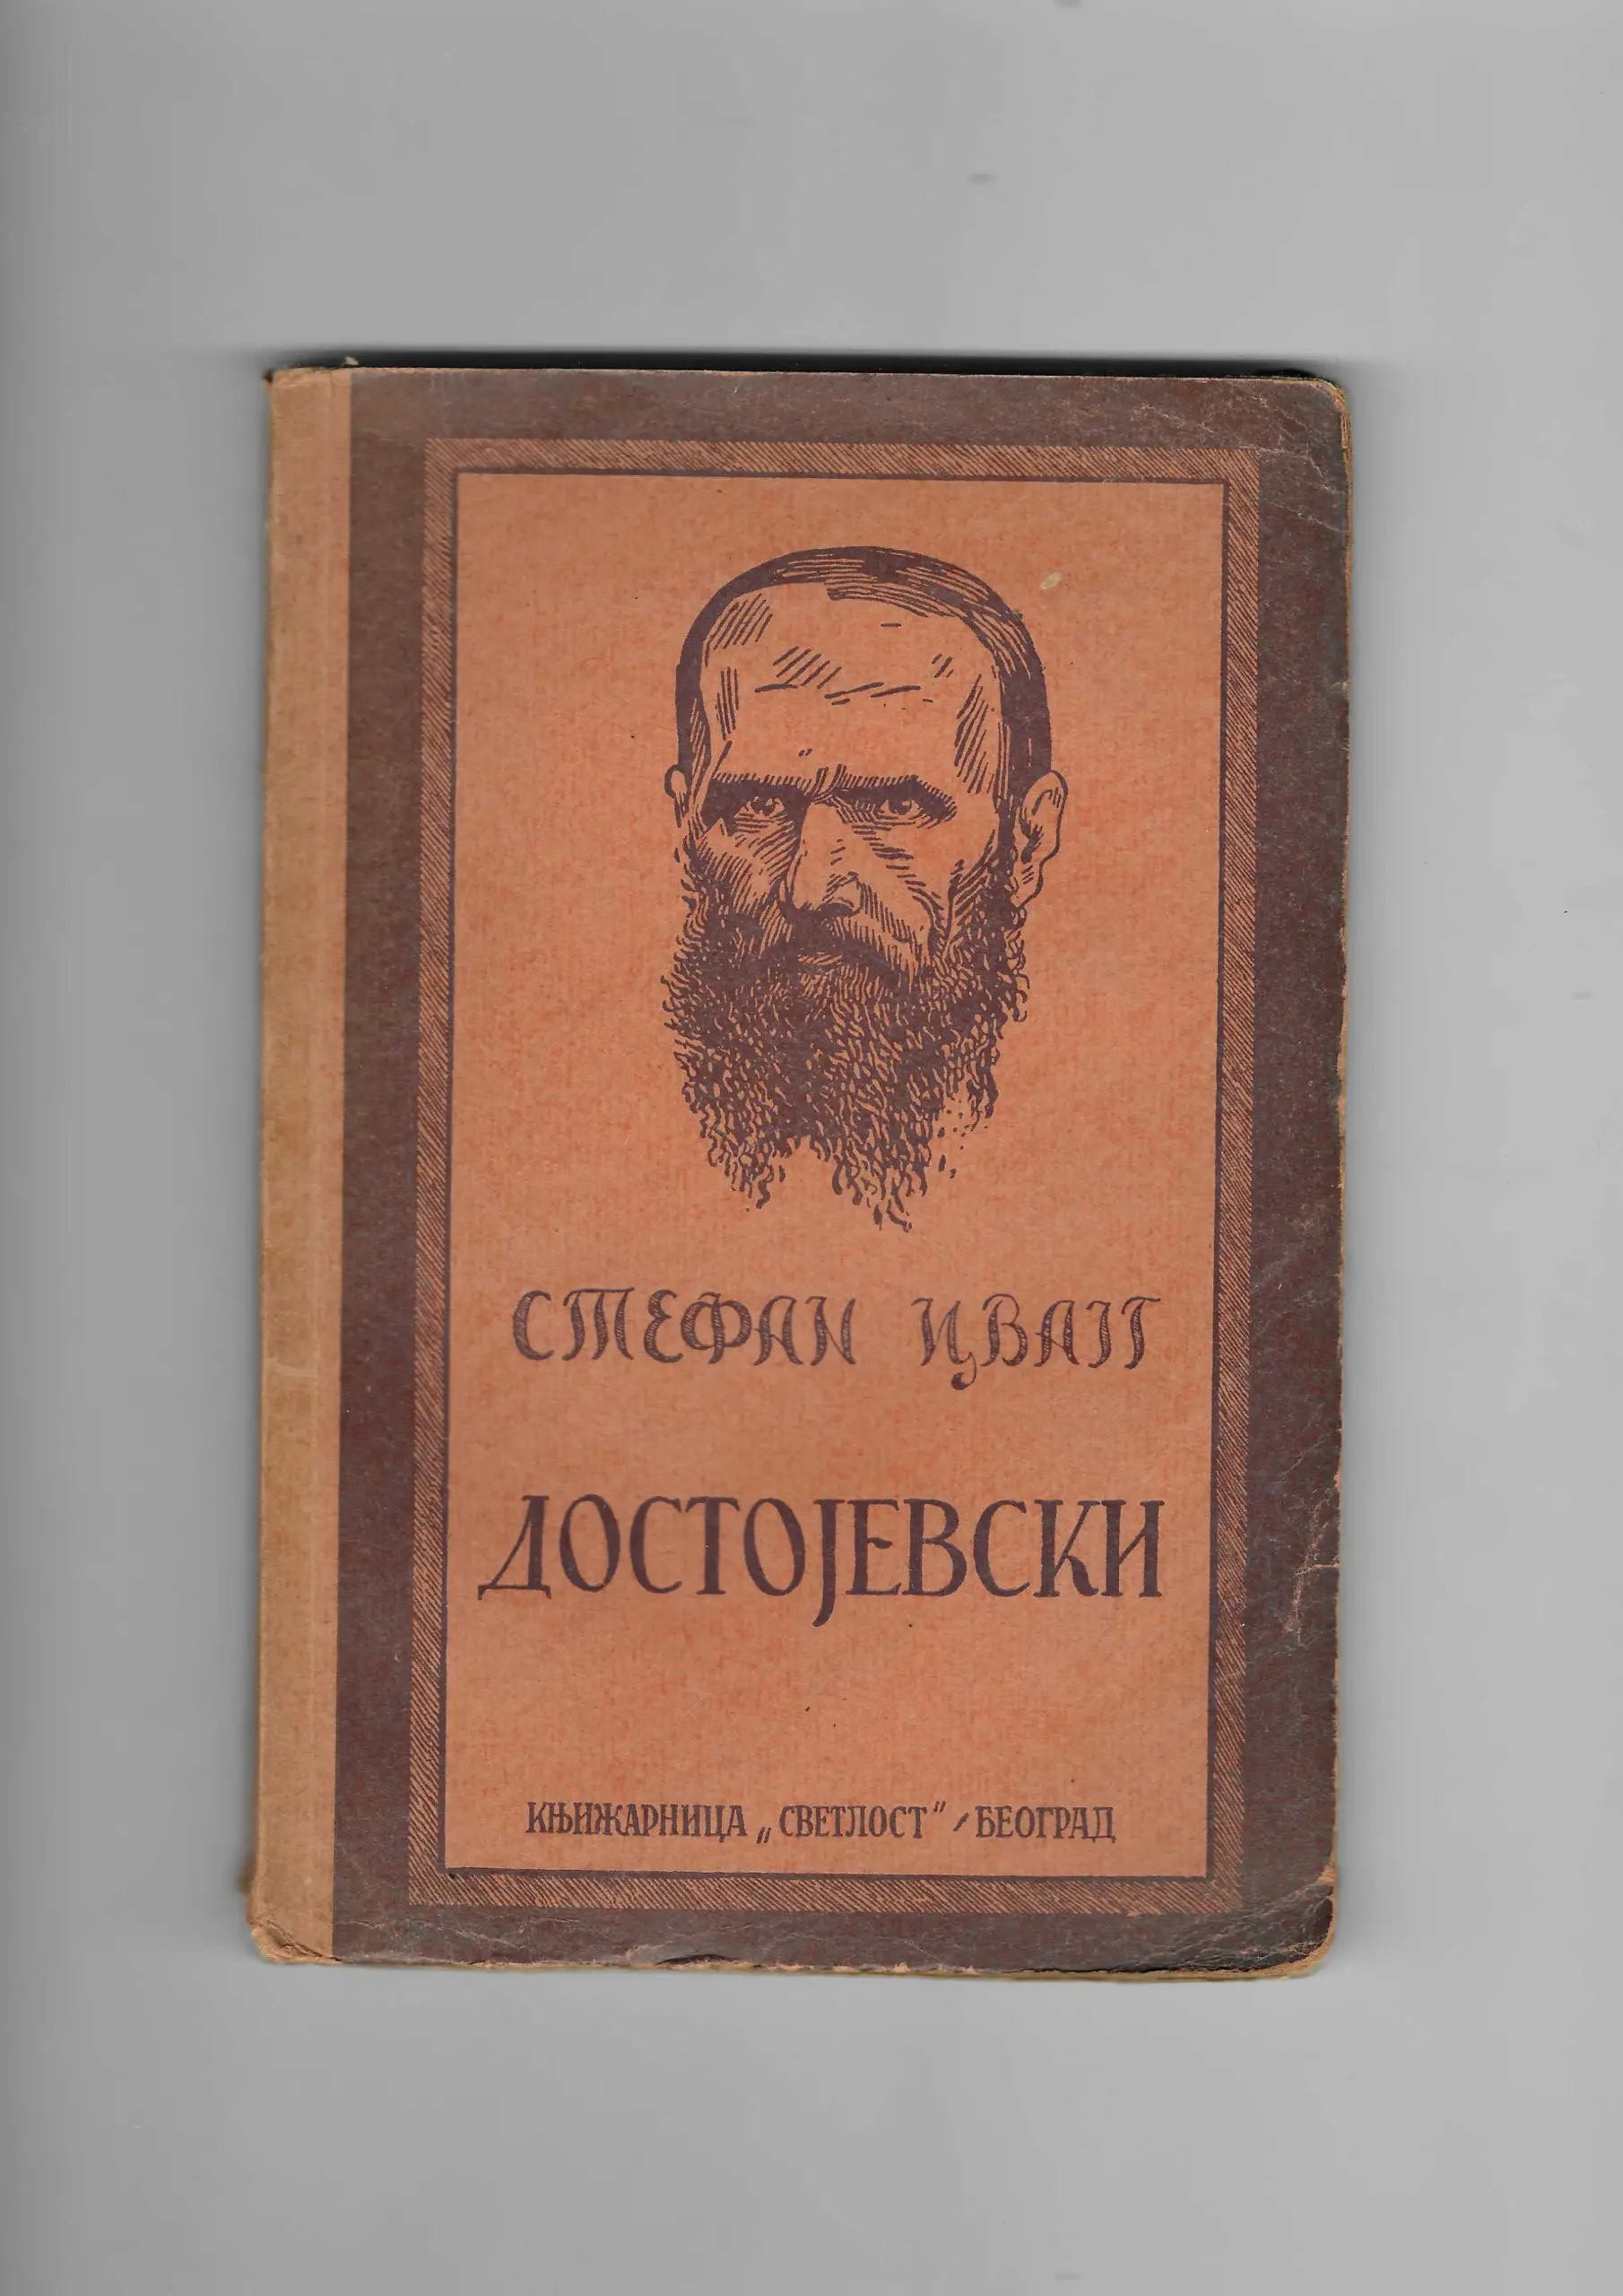 СТЕФАН ЦВАЈГ
ДОСТОЈЕВСКИ
КЊИЖАРНИЦА „СВЕТЛОСТ" / БЕОГРАД